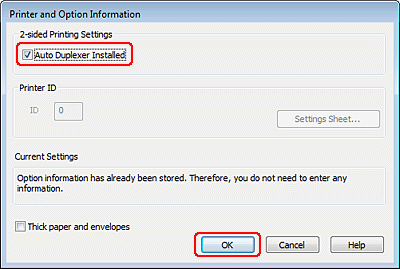 Printer and Option Information
2-sided Printing Settings
Auto Duplexer Installed
Printer ID
ID
0
Settings Sheet...
Current Settings
Option information has already been stored. Therefore, you do not need to enter any
information.
Thick paper and envelopes
OK
Cancel
Help